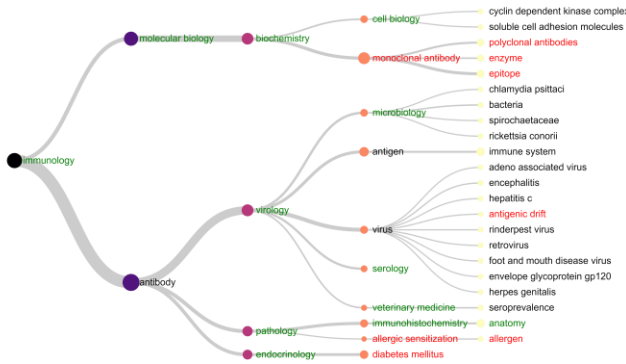 cyclin dependent kinase complex
cell biology
soluble cell adhesion molecules
molecular biology
biochemistry
polyclonal antibodies
monoclonal antibody
enzyme
epitope
chlamydia psittaci
bacteria
microbiology
spirochaetaceae
rickettsia conorii
antigen
immune system
immunology
adeno associated virus
encephalitis
hepatitis c
virology
antigenic drift
virus
rinderpest virus
retrovirus
foot and mouth disease virus
serology
envelope glycoprotein gp120
antibody
herpes genitalis
veterinary medicine
seroprevalence
immunohistochemistry
anatomy
pathology
allergic sensitization
allergen
endocrinology
diabetes mellitus